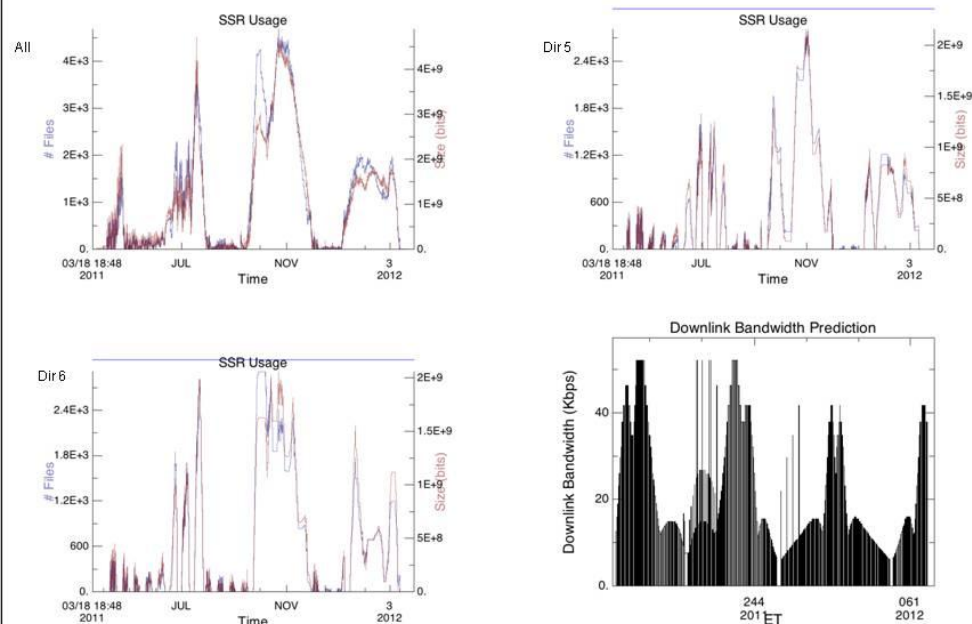 SSR Usage
All
4E+3
3E+3
2E+3
1E+3
0.
# Files
4E+9
3E+9
2E+9
1E+9
0.
Size (bits)
03/18 18:48
2011
JUL
NOV
3
2012
Time
SSR Usage
Dir5
2.4E+3
1.8E+3
1.2E+3
600
0.
# Files
2E+9
1.5E+9
1E+9
5E+8
0.
Size (bits)
03/18 18:48
2011
JUL
NOV
3
2012
Time
SSR Usage
Dir6
2.4E+3
1.8E+3
1.2E+3
600
0.
# Files
2E+9
1.5E+9
1E+9
5E+8
0.
Size (bits)
03/18 18:48
2011
JUL
NOV
3
2012
Time
Downlink Bandwidth Prediction
Downlink Bandwidth (Kbps)
40
20
0.
244
2011
061
2012
ET